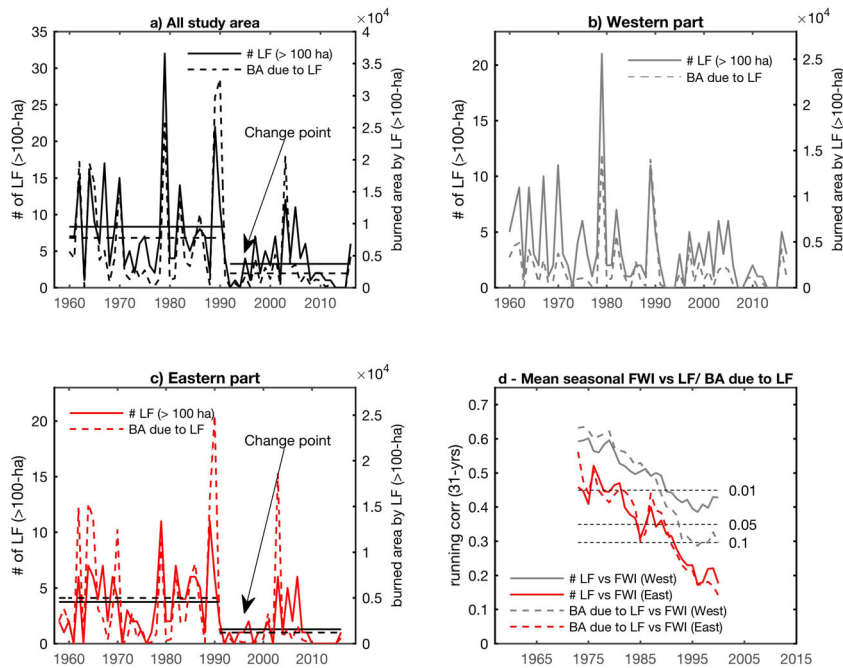 a) All study area
×10⁴
# LF (> 100 ha)
BA due to LF
Change point
# of LF (>100-ha)
burned area by LF (>100-ha)
35
30
25
20
15
10
5
0
4
3.5
3
2.5
2
1.5
1
0.5
0
1960 1970 1980 1990 2000 2010
b) Western part
×10⁴
# LF (> 100 ha)
BA due to LF
# of LF (>100-ha)
burned area by LF (>100-ha)
20
15
10
5
0
2.5
2
1.5
1
0.5
0
1960 1970 1980 1990 2000 2010
c) Eastern part
×10⁴
# LF (> 100 ha)
BA due to LF
Change point
# of LF (>100-ha)
burned area by LF (>100-ha)
20
15
10
5
0
2.5
2
1.5
1
0.5
0
1960 1970 1980 1990 2000 2010
d - Mean seasonal FWI vs LF/ BA due to LF
running corr (31-yrs)
0.7
0.6
0.5
0.4
0.3
0.2
0.1
0
0.01
0.05
0.1
# LF vs FWI (West)
# LF vs FWI (East)
BA due to LF vs FWI (West)
BA due to LF vs FWI (East)
1965 1975 1985 1995 2005 2015